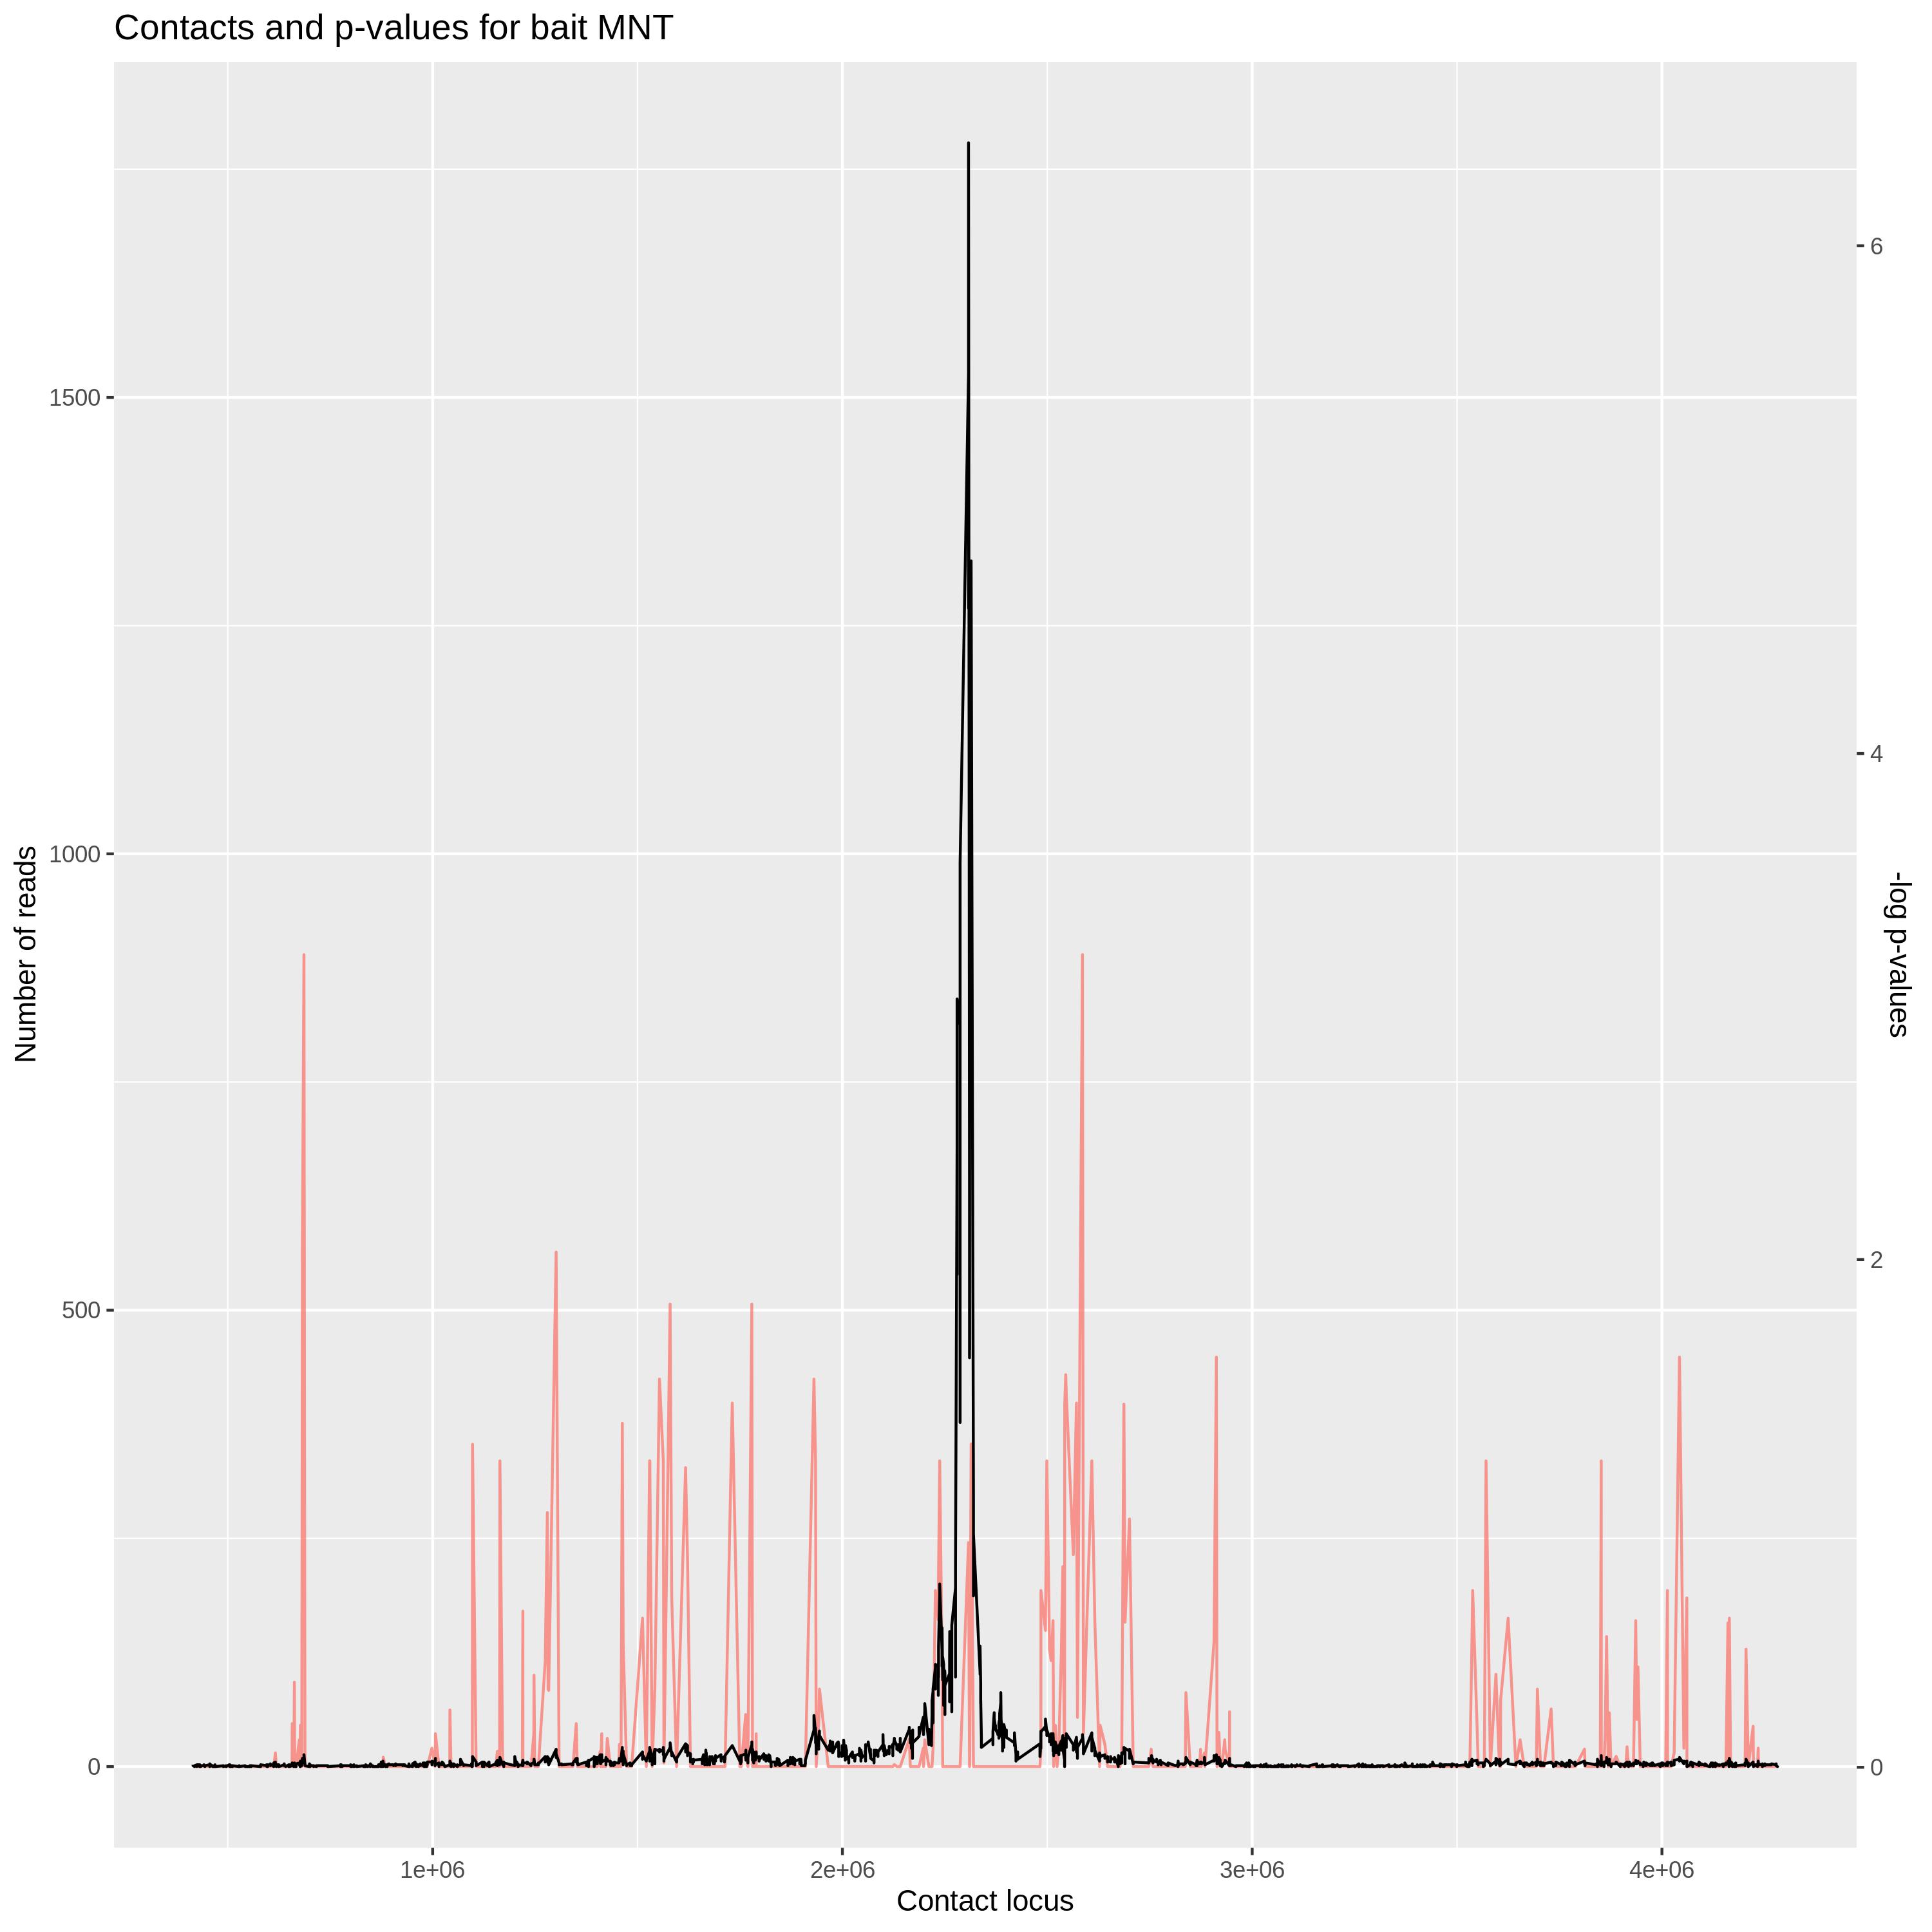 Contacts and p-values for bait MNT
1500
1000
500
0
Number of reads
6
4
2
0
-log p-values
1e+06
2e+06
3e+06
4e+06
Contact locus